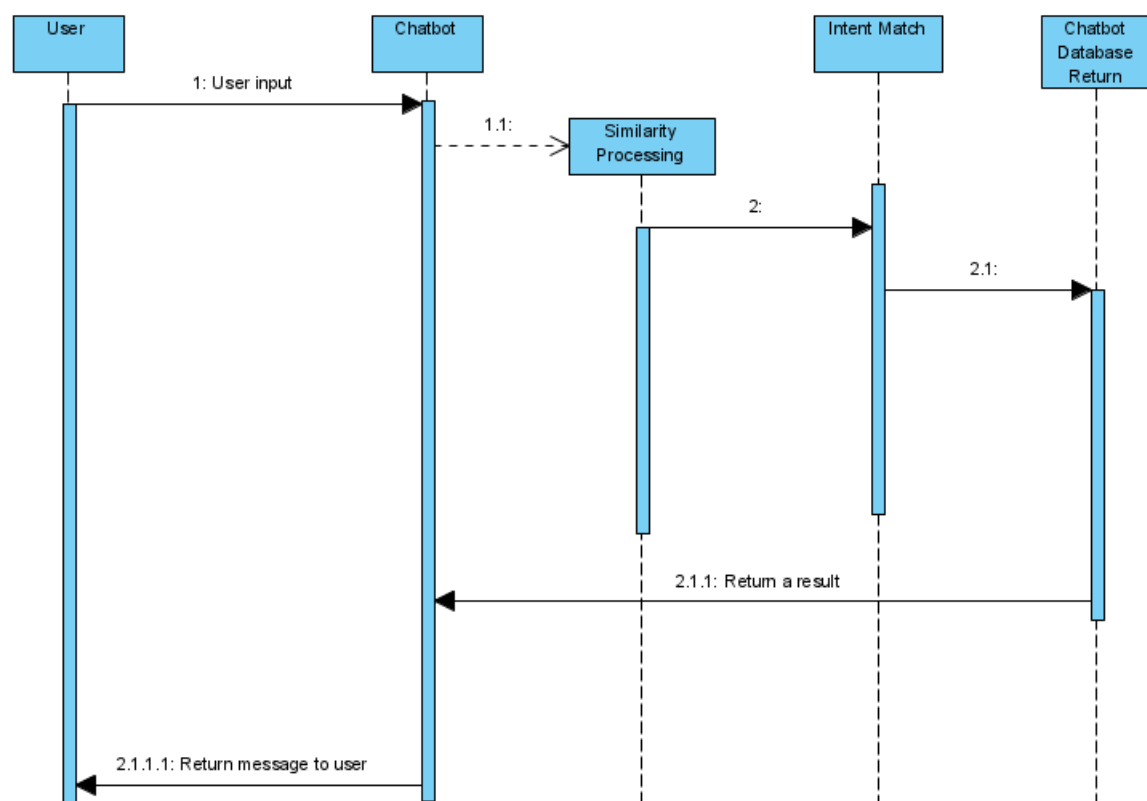 User
Chatbot
Intent Match
Chatbot
Database
Return
1: User input
1.1:
Similarity
Processing
2:
2.1:
2.1.1: Return a result
2.1.1.1: Return message to user